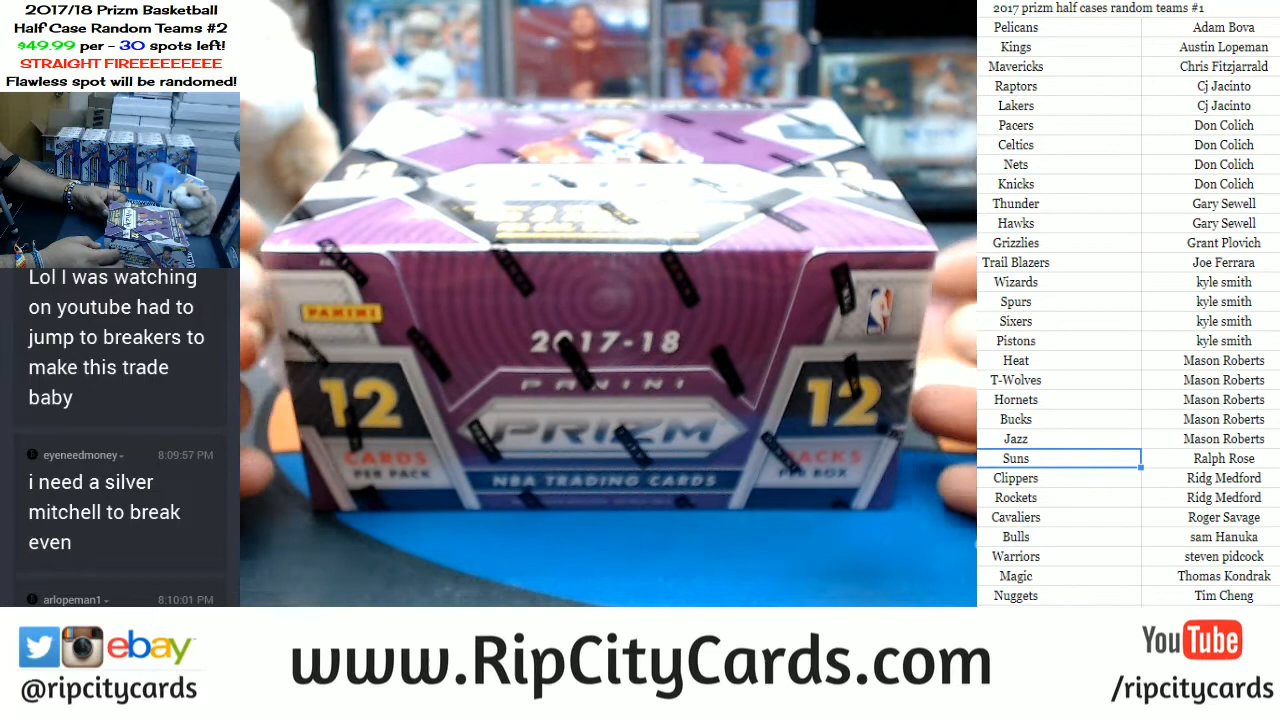 2017/18 Prizm Basketball
Half Case Random Teams #2
$49.99 per - 30 spots left!
STRAIGHT FIREEEEEEEEE
Flawless spot will be randomed!
Lol I was watching
on youtube had to
jump to breakers to
make this trade
baby
eyeneedmoney 8:09:57 PM
i need a silver
mitchell to break
even
arlopeman1 8:10:01 PM
PANINI
2017-18
PANINI
PRIZM
NBA TRADING CARDS
12
CARDS
PER PACK
12
PACKS
PER BOX
2017 prizm half cases random teams #1
Pelicans Adam Bova
Kings Austin Lopeman
Mavericks Chris Fitzjarrald
Raptors Cj Jacinto
Lakers Cj Jacinto
Pacers Don Colich
Celtics Don Colich
Nets Don Colich
Knicks Don Colich
Thunder Gary Sewell
Hawks Gary Sewell
Grizzlies Grant Plovich
Trail Blazers Joe Ferrara
Wizards kyle smith
Spurs kyle smith
Sixers kyle smith
Pistons kyle smith
Heat Mason Roberts
T-Wolves Mason Roberts
Hornets Mason Roberts
Bucks Mason Roberts
Jazz Mason Roberts
Suns Ralph Rose
Clippers Ridg Medford
Rockets Ridg Medford
Cavaliers Roger Savage
Bulls sam Hanuka
Warriors steven pidcock
Magic Thomas Kondrak
Nuggets Tim Cheng
ebay
@ripcitycards
www.RipCityCards.com
YouTube
/ripcitycards